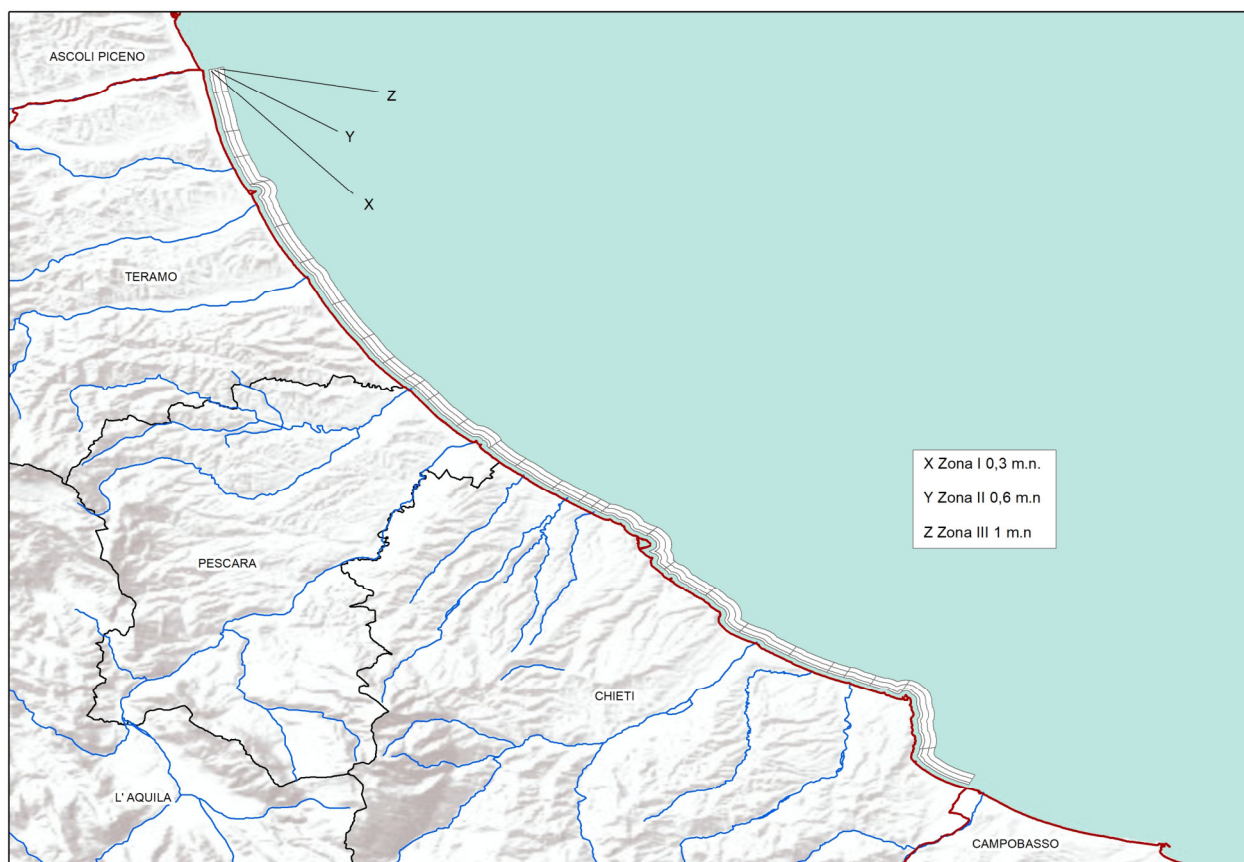 ASCOLI PICENO
Z
Y
X
TERAMO
X Zona I 0,3 m.n.
Y Zona II 0,6 m.n
Z Zona III 1 m.n
PESCARA
CHIETI
L' AQUILA
CAMPOBASSO